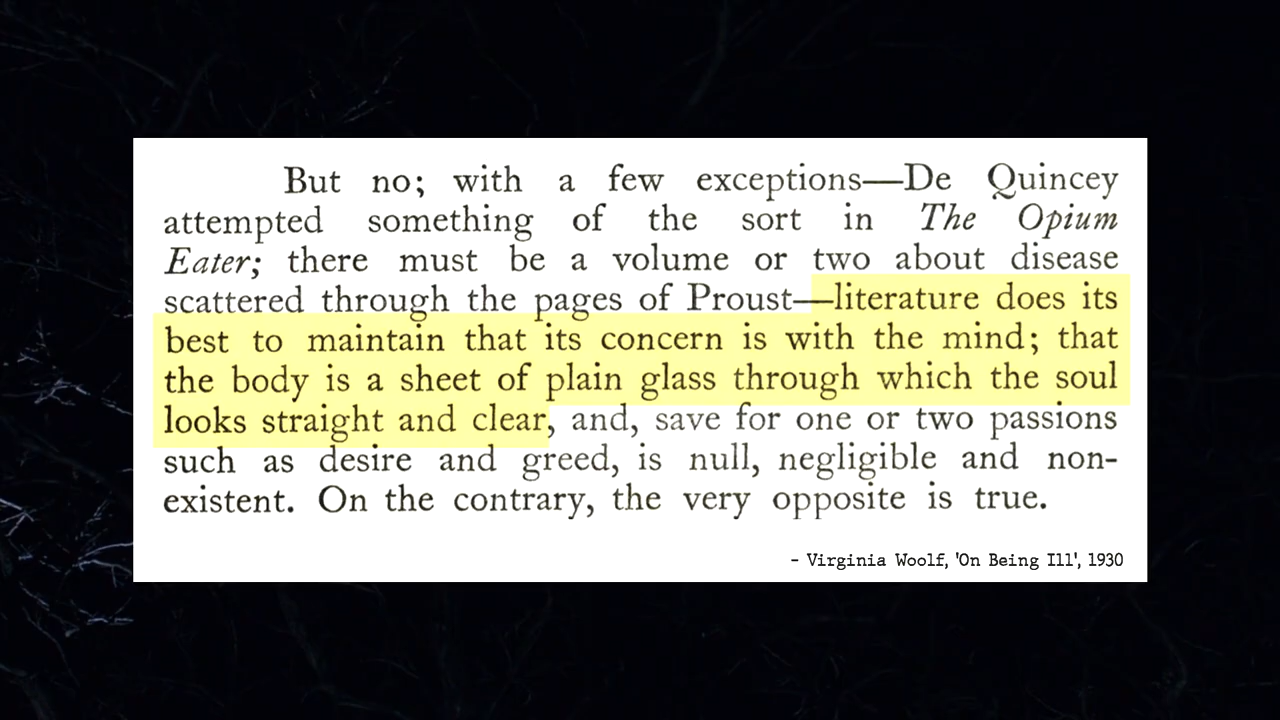 But no; with a few exceptions—De Quincey
attempted something of the sort in The Opium
Eater; there must be a volume or two about disease
scattered through the pages of Proust—literature does its
best to maintain that its concern is with the mind; that
the body is a sheet of plain glass through which the soul
looks straight and clear, and, save for one or two passions
such as desire and greed, is null, negligible and non-
existent. On the contrary, the very opposite is true.
- Virginia Woolf, 'On Being Ill', 1930